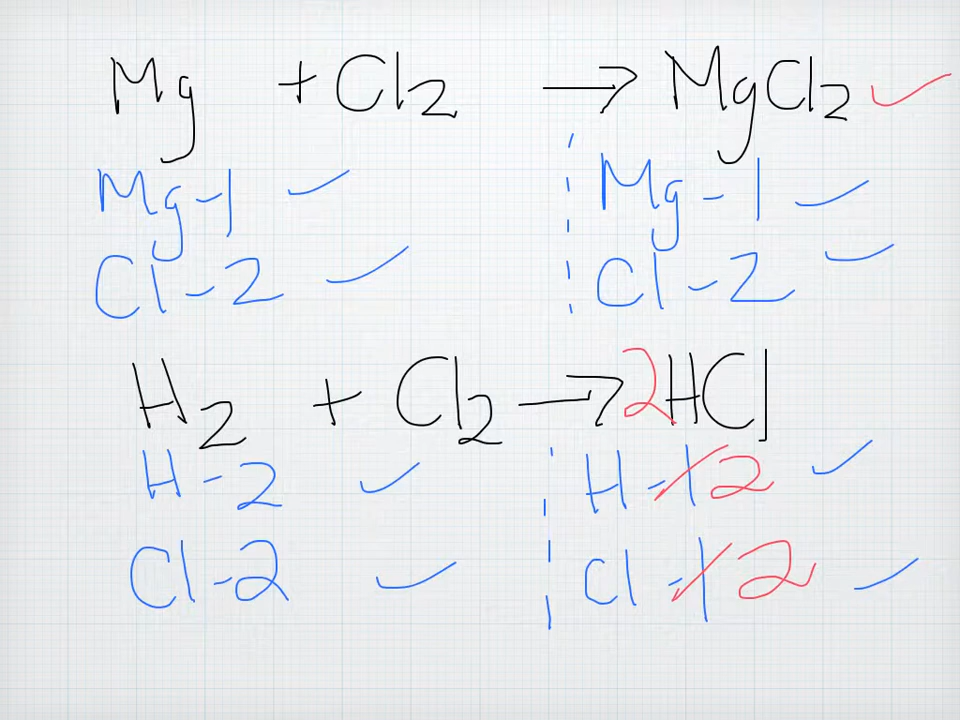 Mg + Cl2 → MgCl2 ✓
Mg-1 ✓ Mg-1 ✓
Cl-2 ✓ Cl-2 ✓
H2 + Cl2 → 2HCl
H-2 ✓ H-1 2 ✓
Cl-2 ✓ Cl-1 2 ✓